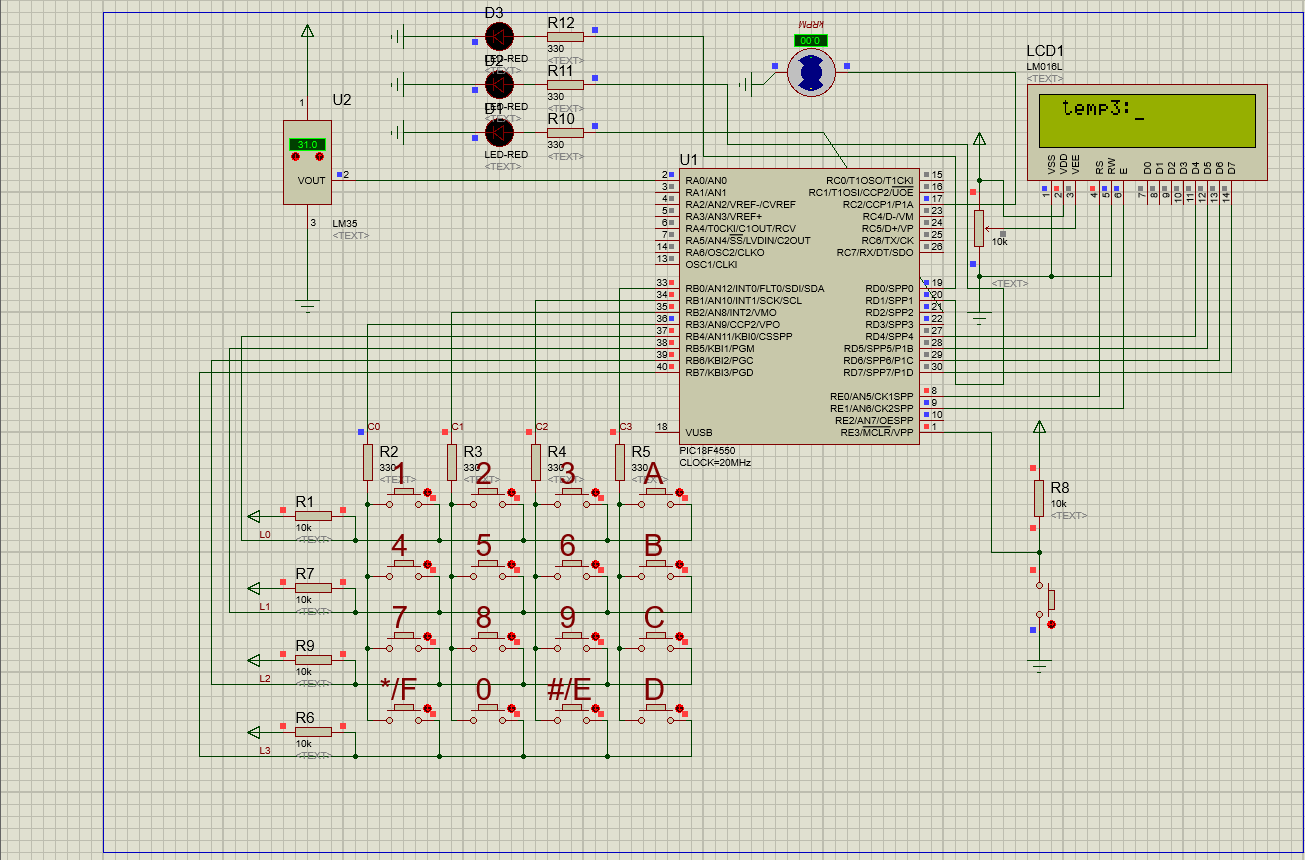 D3
R12
330
<TEXT>
LED-RED
<TEXT>
D2
R11
330
<TEXT>
LED-RED
<TEXT>
D1
R10
330
<TEXT>
LED-RED
<TEXT>
kRPM
0.00
LCD1
LM016L
<TEXT>
temp3:_
VSS
VDD
VEE
RS
RW
E
D0
D1
D2
D3
D4
D5
D6
D7
1
2
3
4
5
6
7
8
9
10
11
12
13
14
10k
<TEXT>
1
U2
31.0
VOUT
2
3
LM35
<TEXT>
U1
2 RA0/AN0
3 RA1/AN1
4 RA2/AN2/VREF-/CVREF
5 RA3/AN3/VREF+
6 RA4/T0CKI/C1OUT/RCV
7 RA5/AN4/SS/LVDIN/C2OUT
14 RA6/OSC2/CLKO
13 OSC1/CLKI
33 RB0/AN12/INT0/FLT0/SDI/SDA
34 RB1/AN10/INT1/SCK/SCL
35 RB2/AN8/INT2/VMO
36 RB3/AN9/CCP2/VPO
37 RB4/AN11/KBI0/CSSPP
38 RB5/KBI1/PGM
39 RB6/KBI2/PGC
40 RB7/KBI3/PGD
18 VUSB
RC0/T1OSO/T1CKI 15
RC1/T1OSI/CCP2/UOE 16
RC2/CCP1/P1A 17
RC4/D-/VM 23
RC5/D+/VP 24
RC6/TX/CK 25
RC7/RX/DT/SDO 26
RD0/SPP0 19
RD1/SPP1 20
RD2/SPP2 21
RD3/SPP3 22
RD4/SPP4 27
RD5/SPP5/P1B 28
RD6/SPP6/P1C 29
RD7/SPP7/P1D 30
RE0/AN5/CK1SPP 8
RE1/AN6/CK2SPP 9
RE2/AN7/OESPP 10
RE3/MCLR/VPP 1
PIC18F4550
CLOCK=20MHz
C0
C1
C2
C3
R2
330
<TEXT>
R3
330
<TEXT>
R4
330
<TEXT>
R5
330
<TEXT>
1
2
3
A
R1
10k
<TEXT>
L0
4
5
6
B
R7
10k
<TEXT>
L1
7
8
9
C
R9
10k
<TEXT>
L2
*/F
0
#/E
D
R6
10k
<TEXT>
L3
R8
10k
<TEXT>